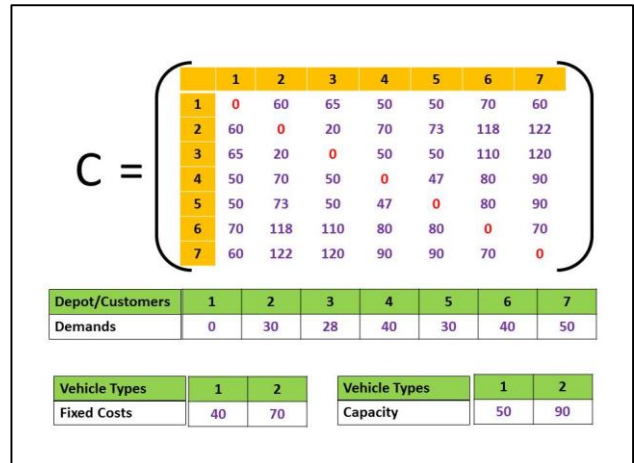 1 2 3 4 5 6 7
1 0 60 65 50 50 70 60
2 60 0 20 70 73 118 122
C =
3 65 20 0 50 50 110 120
4 50 70 50 0 47 80 90
5 50 73 50 47 0 80 90
6 70 118 110 80 80 0 70
7 60 122 120 90 90 70 0
Depot/Customers 1 2 3 4 5 6 7
Demands 0 30 28 40 30 40 50
Vehicle Types 1 2
Fixed Costs 40 70
Vehicle Types 1 2
Capacity 50 90